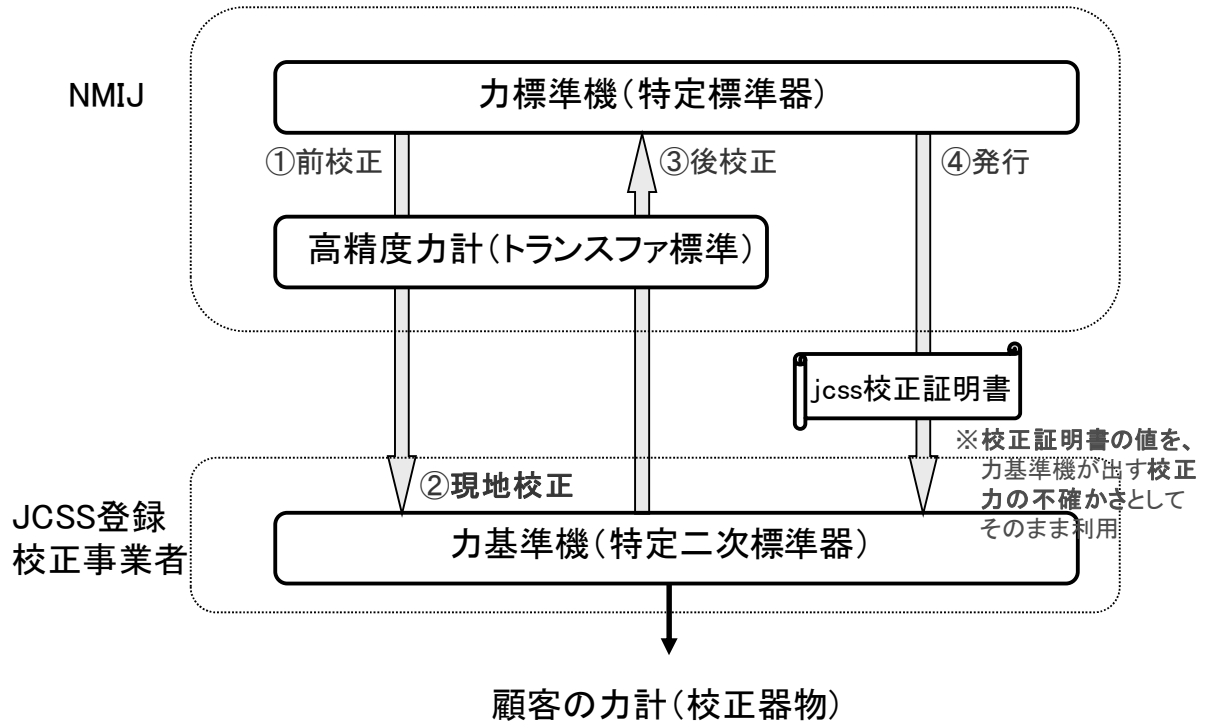 NMIJ
力標準機(特定標準器)
①前校正
③後校正
④発行
高精度力計(トランスファ標準)
jcss校正証明書
※校正証明書の値を、
力基準機が出す校正
力の不確かさとして
そのまま利用
②現地校正
JCSS登録
校正事業者
力基準機(特定二次標準器)
顧客の力計(校正器物)